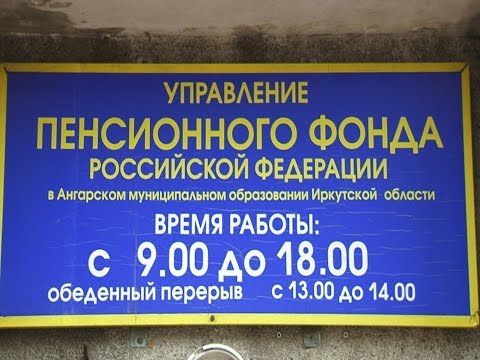 УПРАВЛЕНИЕ
ПЕНСИОННОГО ФОНДА
РОССИЙСКОЙ ФЕДЕРАЦИИ
в Ангарском муниципальном образовании Иркутской области
ВРЕМЯ РАБОТЫ:
с 9.00 до 18.00
обеденный перерыв с 13.00 до 14.00